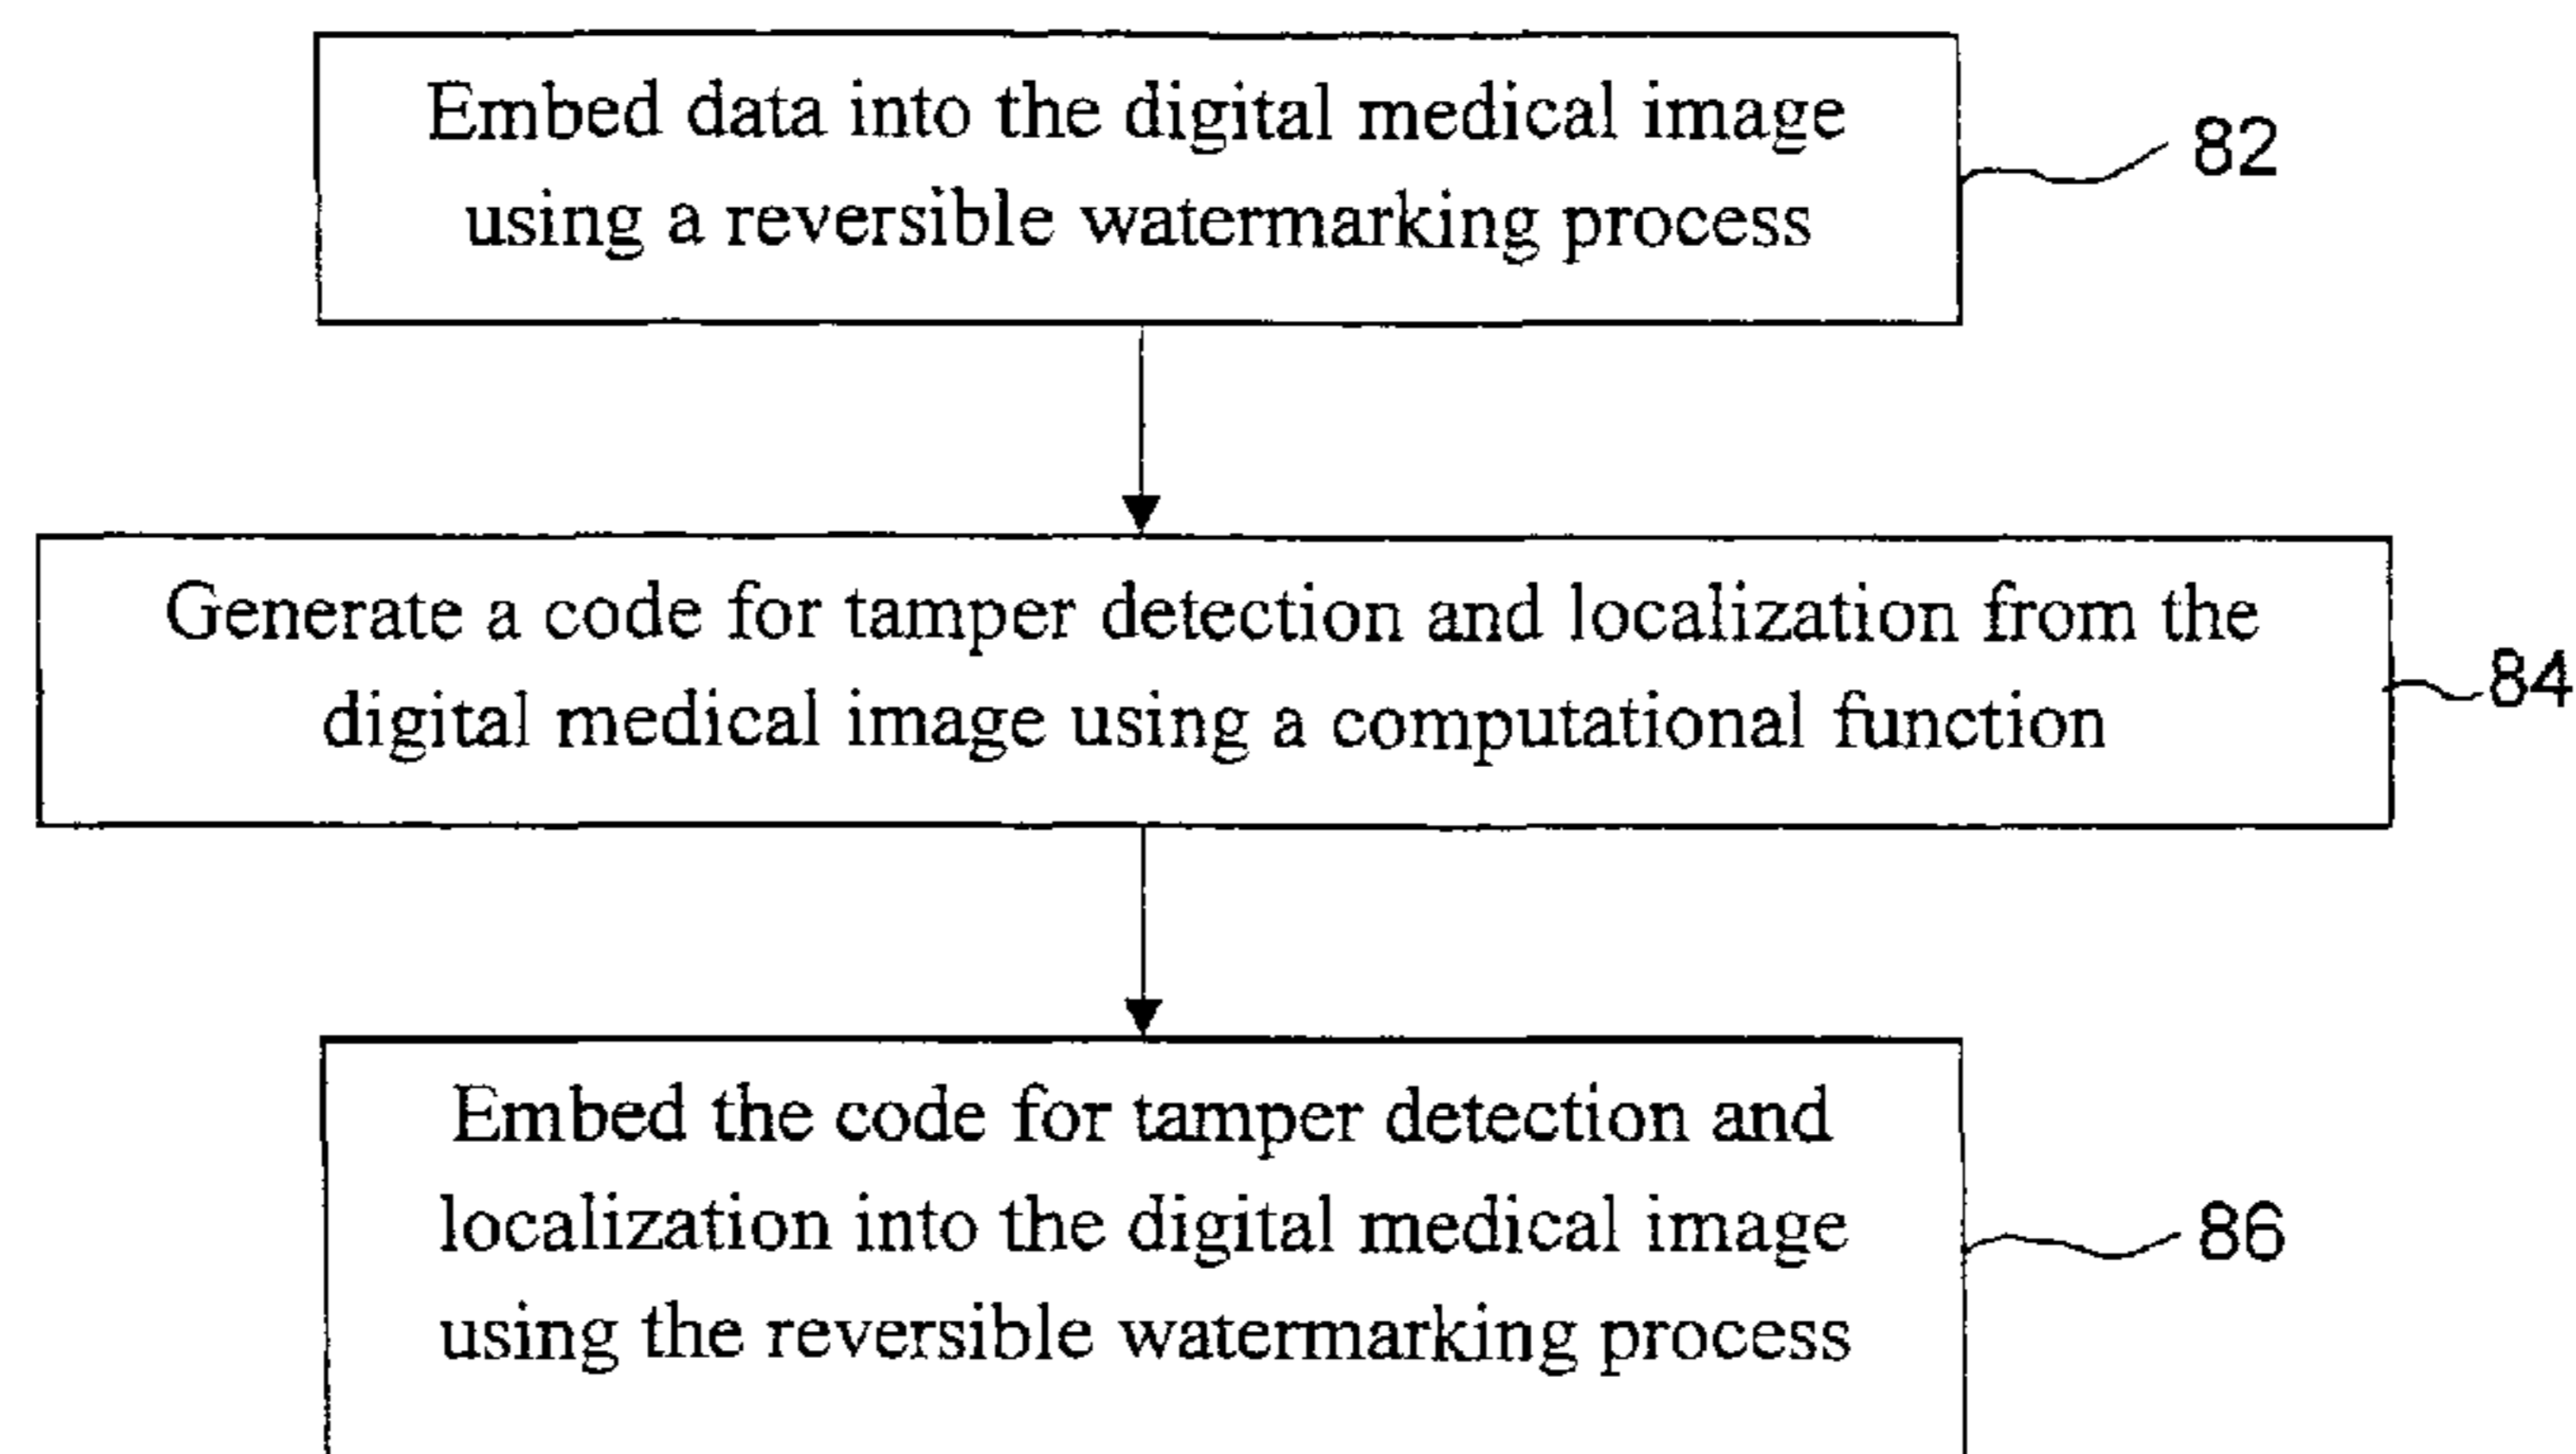 Embed data into the digital medical image
using a reversible watermarking process
82
Generate a code for tamper detection and localization from the
digital medical image using a computational function
84
Embed the code for tamper detection and
localization into the digital medical image
using the reversible watermarking process
86